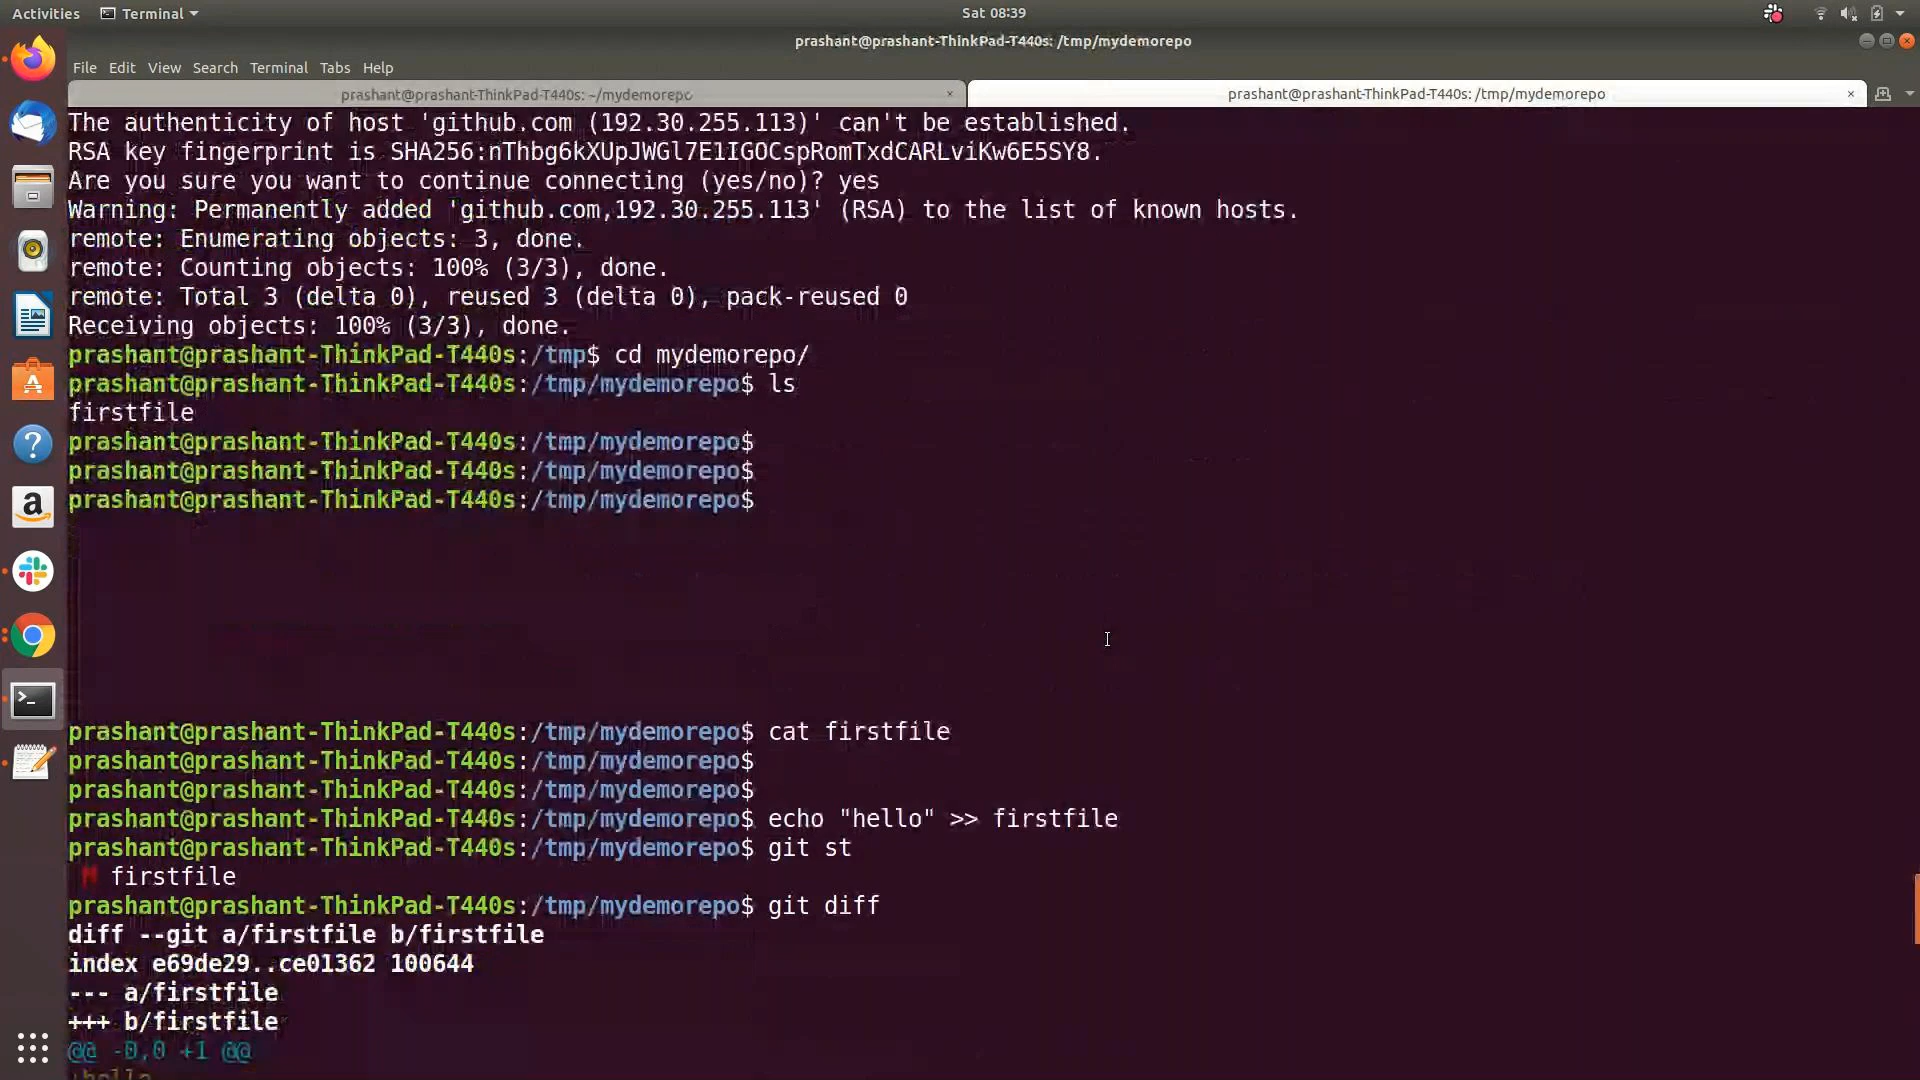 Activities Terminal Sat 08:39
prashant@prashant-ThinkPad-T440s: /tmp/mydemorepo
File Edit View Search Terminal Tabs Help
prashant@prashant-ThinkPad-T440s: ~/mydemorepo × prashant@prashant-ThinkPad-T440s: /tmp/mydemorepo ×
The authenticity of host 'github.com (192.30.255.113)' can't be established.
RSA key fingerprint is SHA256:nThbg6kXUpJWGl7E1IGOCspRomTxdCARLviKw6E5SY8.
Are you sure you want to continue connecting (yes/no)? yes
Warning: Permanently added 'github.com,192.30.255.113' (RSA) to the list of known hosts.
remote: Enumerating objects: 3, done.
remote: Counting objects: 100% (3/3), done.
remote: Total 3 (delta 0), reused 3 (delta 0), pack-reused 0
Receiving objects: 100% (3/3), done.
prashant@prashant-ThinkPad-T440s:/tmp$ cd mydemorepo/
prashant@prashant-ThinkPad-T440s:/tmp/mydemorepo$ ls
firstfile
prashant@prashant-ThinkPad-T440s:/tmp/mydemorepo$
prashant@prashant-ThinkPad-T440s:/tmp/mydemorepo$
prashant@prashant-ThinkPad-T440s:/tmp/mydemorepo$
prashant@prashant-ThinkPad-T440s:/tmp/mydemorepo$ cat firstfile
prashant@prashant-ThinkPad-T440s:/tmp/mydemorepo$
prashant@prashant-ThinkPad-T440s:/tmp/mydemorepo$
prashant@prashant-ThinkPad-T440s:/tmp/mydemorepo$ echo "hello" >> firstfile
prashant@prashant-ThinkPad-T440s:/tmp/mydemorepo$ git st
M firstfile
prashant@prashant-ThinkPad-T440s:/tmp/mydemorepo$ git diff
diff --git a/firstfile b/firstfile
index e69de29..ce01362 100644
--- a/firstfile
+++ b/firstfile
@@ -0,0 +1 @@
+hello